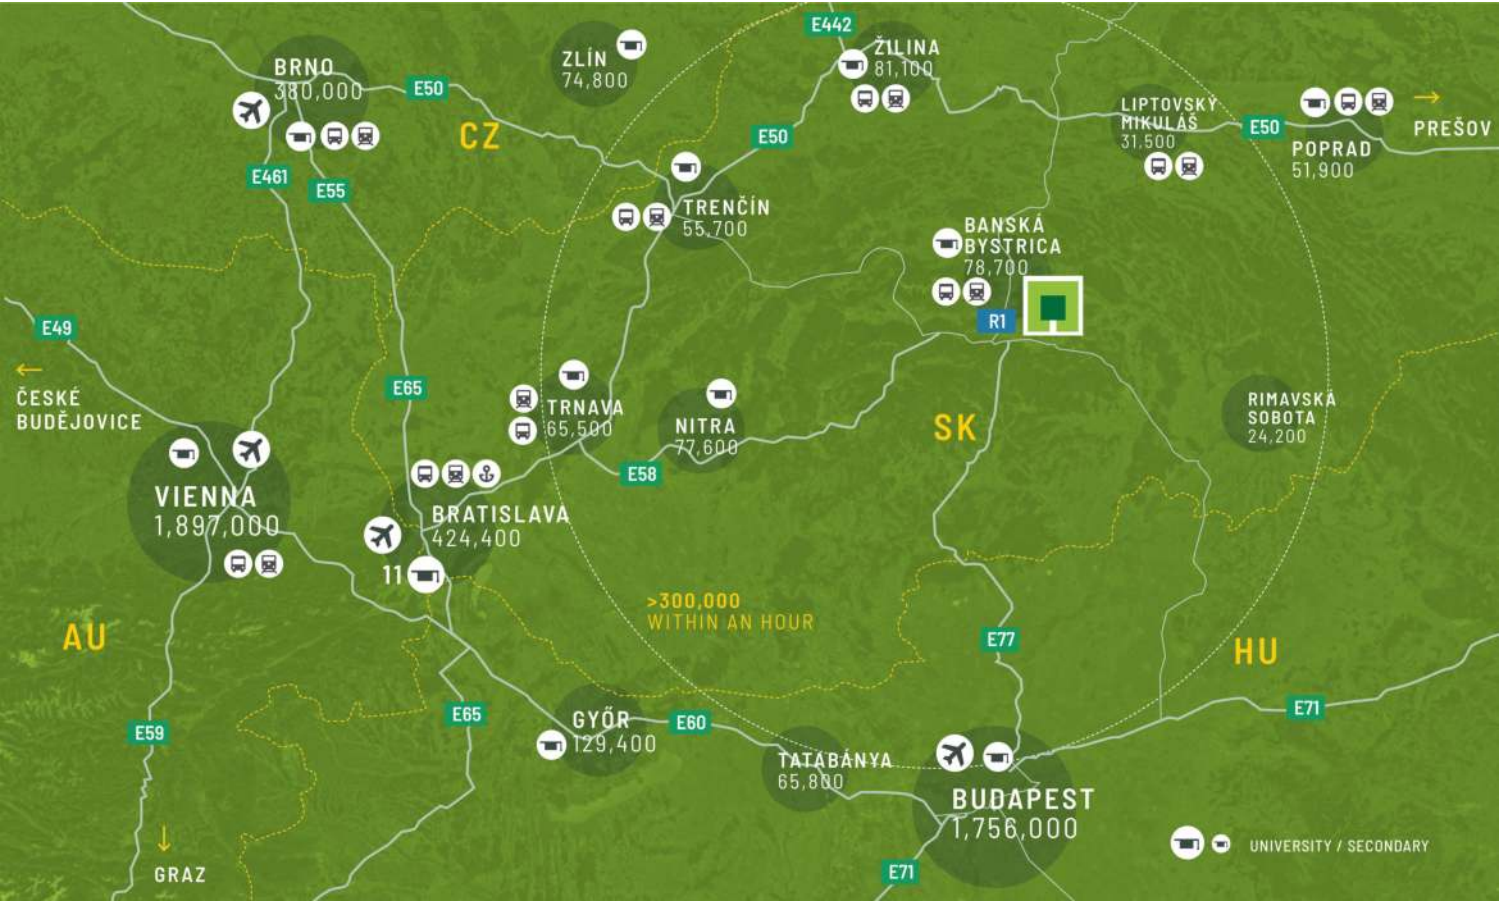 E442
ZLÍN
74,800
ŽILINA
81,100
BRNO
380,000
E50
CZ
E50
LIPTOVSKÝ
MIKULÁŠ
31,500
E50
POPRAD
51,900
→
PREŠOV
E461
E55
TRENČÍN
55,700
BANSKÁ
BYSTRICA
78,700
R1
E49
←
ČESKÉ
BUDĚJOVICE
E65
TRNAVA
65,500
NITRA
77,600
SK
RIMAVSKÁ
SOBOTA
24,200
E58
VIENNA
1,897,000
BRATISLAVA
424,400
11
>300,000
WITHIN AN HOUR
AU
E77
HU
E59
E65
GYŐR
129,400
E60
E71
TATABÁNYA
65,800
BUDAPEST
1,756,000
↓
GRAZ
E71
UNIVERSITY / SECONDARY